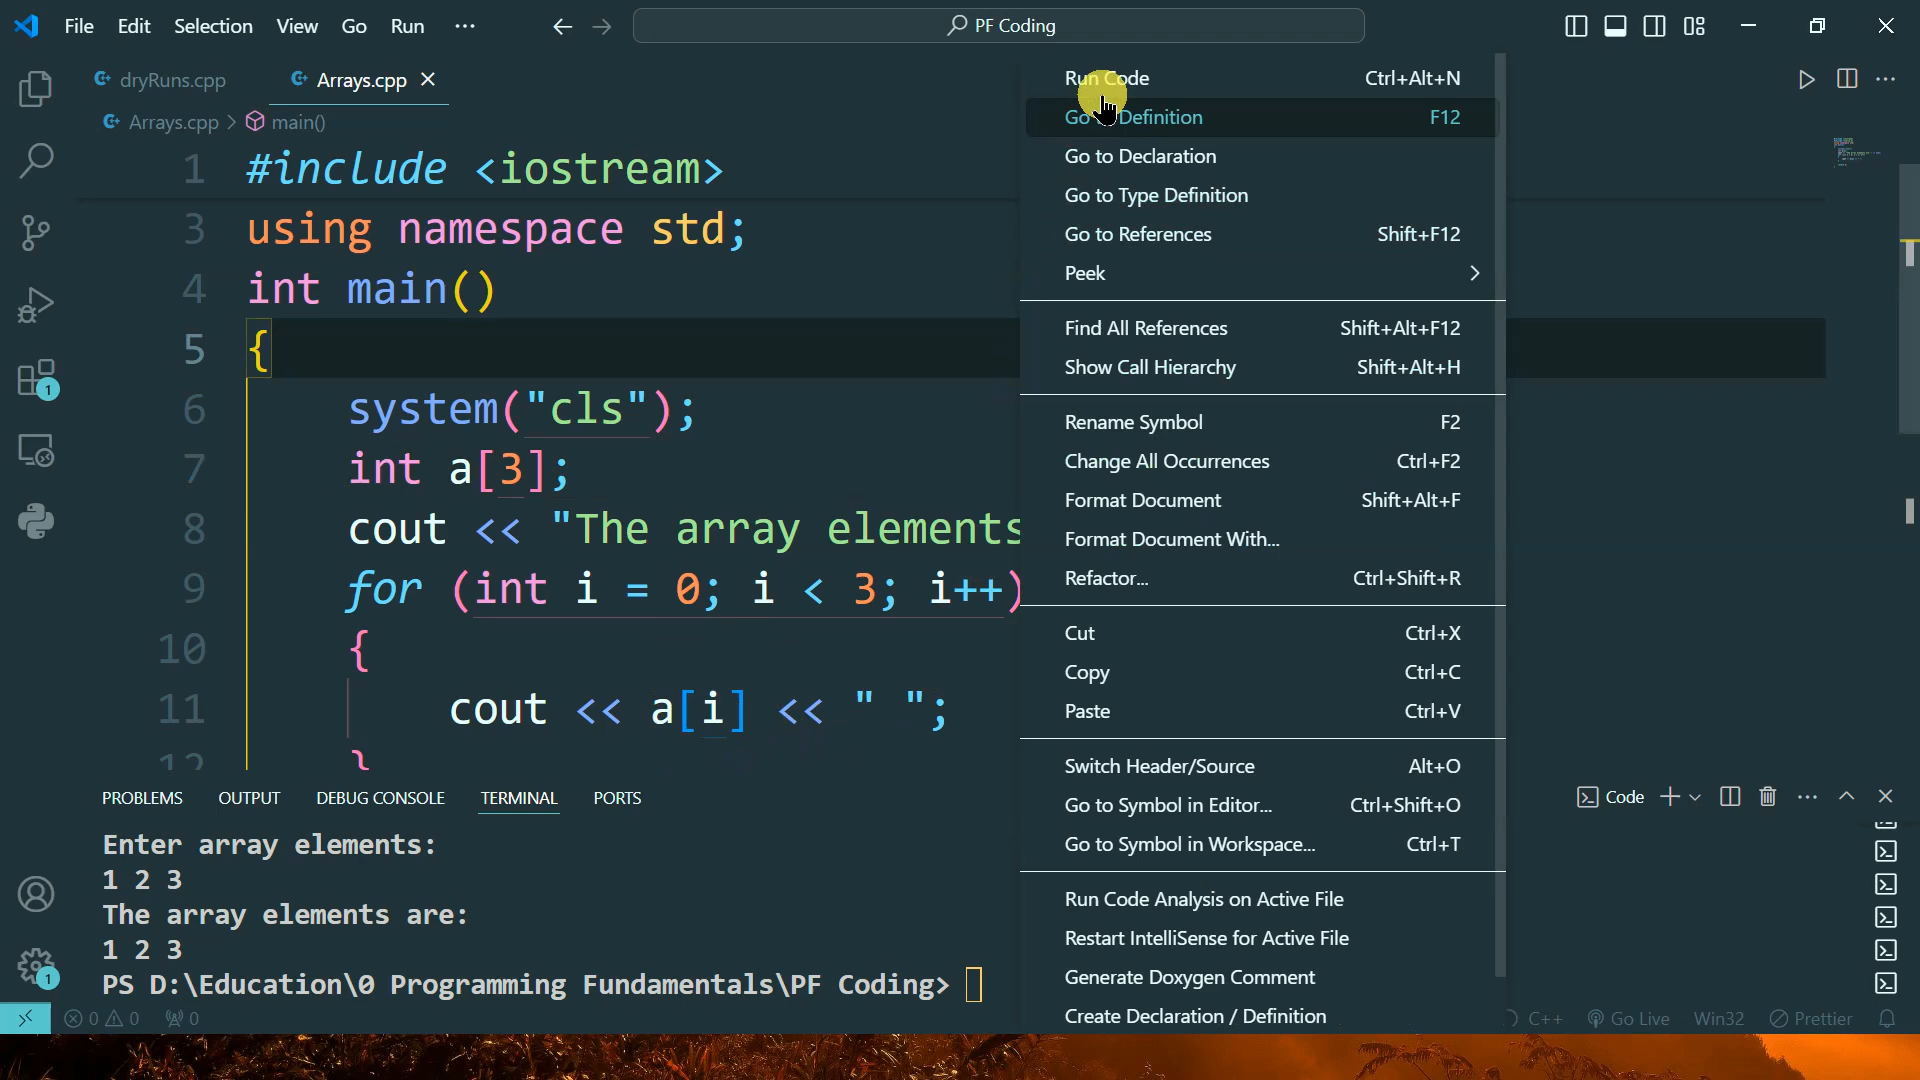 File Edit Selection View Go Run ···
PF Coding
dryRuns.cpp
Arrays.cpp
Arrays.cpp > main()
1 #include <iostream>
3 using namespace std;
4 int main()
5 {
6 system("cls");
7 int a[3];
8 cout << "The array elements
9 for (int i = 0; i < 3; i++)
10 {
11 cout << a[i] << " ";
12 }
Run Code Ctrl+Alt+N
Go to Definition F12
Go to Declaration
Go to Type Definition
Go to References Shift+F12
Peek
Find All References Shift+Alt+F12
Show Call Hierarchy Shift+Alt+H
Rename Symbol F2
Change All Occurrences Ctrl+F2
Format Document Shift+Alt+F
Format Document With...
Refactor... Ctrl+Shift+R
Cut Ctrl+X
Copy Ctrl+C
Paste Ctrl+V
Switch Header/Source Alt+O
Go to Symbol in Editor... Ctrl+Shift+O
Go to Symbol in Workspace... Ctrl+T
Run Code Analysis on Active File
Restart IntelliSense for Active File
Generate Doxygen Comment
Create Declaration / Definition
1
1
PROBLEMS OUTPUT DEBUG CONSOLE TERMINAL PORTS
Code
Enter array elements:
1 2 3
The array elements are:
1 2 3
PS D:\Education\0 Programming Fundamentals\PF Coding>
0 0 0
C++ Go Live Win32 Prettier